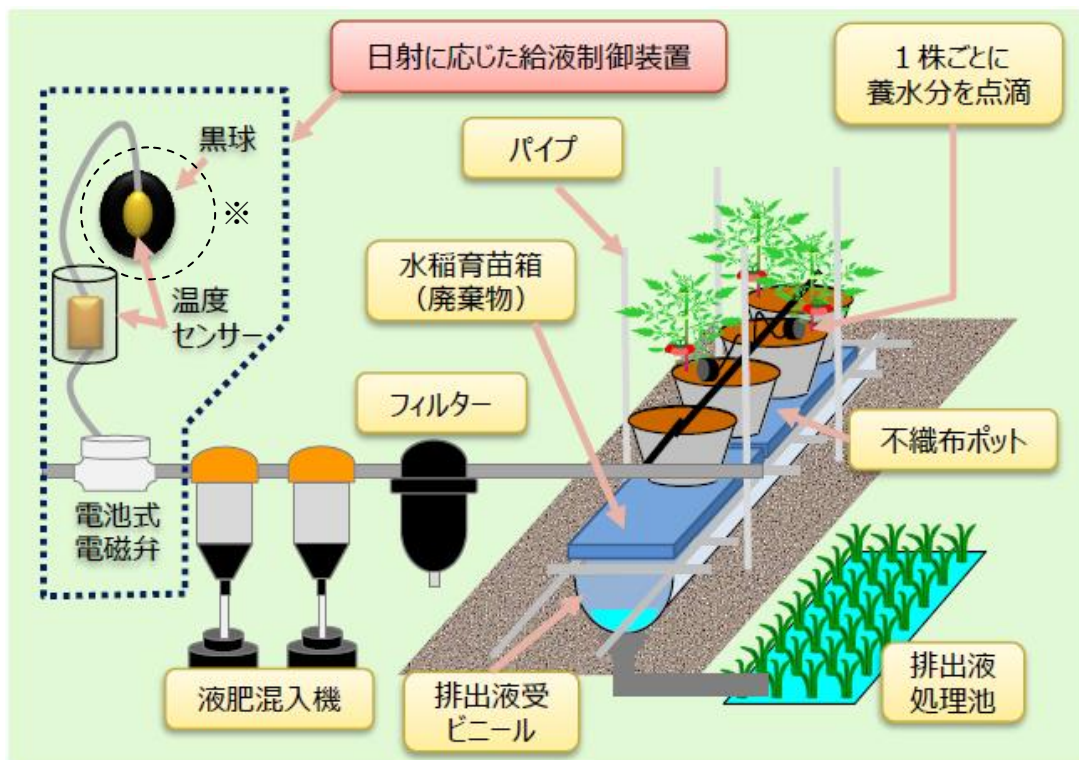 日射に応じた給液制御装置
1株ごとに
養水分を点滴
黒球
※
パイプ
水稲育苗箱
（廃棄物）
温度
センサー
フィルター
不織布ポット
電池式
電磁弁
液肥混入機
排出液受
ビニール
排出液
処理池